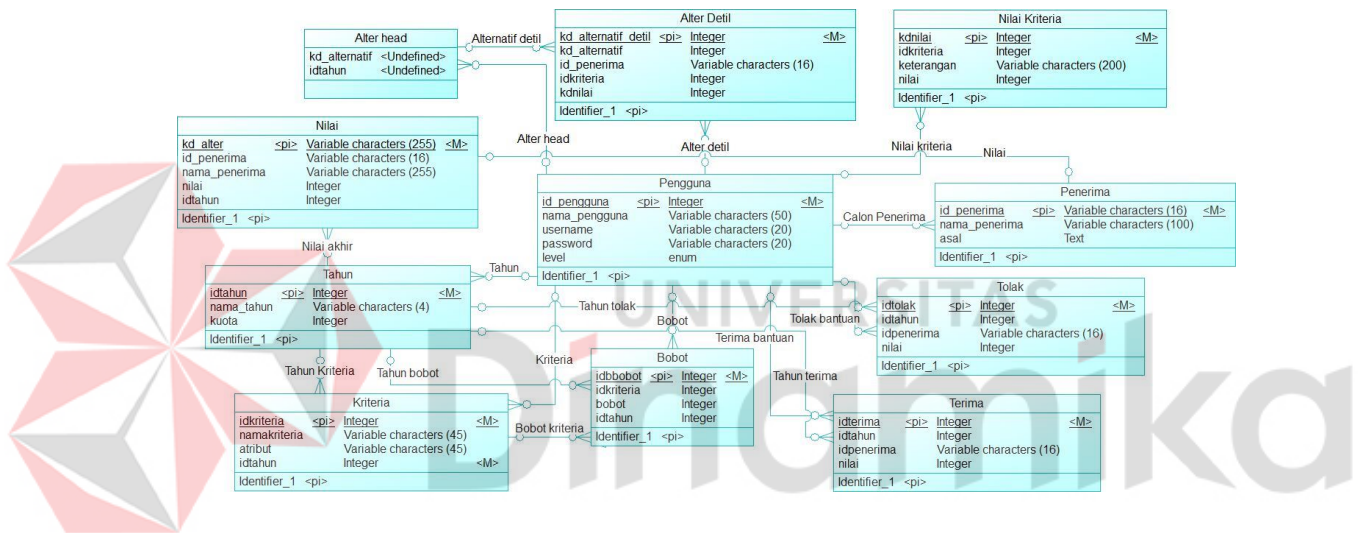 Alter head
kd_alternatif <Undefined>
idtahun <Undefined>
Alternatif detil
Alter Detil
kd_alternatif_detil <pi> Integer <M>
kd_alternatif Integer
id_penerima Variable characters (16)
idkriteria Integer
kdnilai Integer
Identifier_1 <pi>
Nilai Kriteria
kdnilai <pi> Integer <M>
idkriteria Integer
keterangan Variable characters (200)
nilai Integer
Identifier_1 <pi>
Nilai
kd_alter <pi> Variable characters (255) <M>
id_penerima Variable characters (16)
nama_penerima Variable characters (255)
nilai Integer
idtahun Integer
Identifier_1 <pi>
Alter head
Alter detil
Nilai kriteria
Nilai
Pengguna
id_pengguna <pi> Integer <M>
nama_pengguna Variable characters (50)
username Variable characters (20)
password Variable characters (20)
level enum
Identifier_1 <pi>
Calon Penerima
Penerima
id_penerima <pi> Variable characters (16) <M>
nama_penerima Variable characters (100)
asal Text
Identifier_1 <pi>
Nilai akhir
Tahun
idtahun <pi> Integer <M>
nama_tahun Variable characters (4)
kuota Integer
Identifier_1 <pi>
Tahun
Tahun tolak
Bobot
Tolak bantuan
Terima bantuan
Tolak
idtolak <pi> Integer <M>
idtahun Integer
idpenerima Variable characters (16)
nilai Integer
Identifier_1 <pi>
Tahun Kriteria
Tahun bobot
Kriteria
Tahun terima
Bobot
idbbobot <pi> Integer <M>
idkriteria Integer
bobot Integer
idtahun Integer
Identifier_1 <pi>
Kriteria
idkriteria <pi> Integer <M>
namakriteria Variable characters (45)
atribut Variable characters (45)
idtahun Integer <M>
Identifier_1 <pi>
Bobot kriteria
Terima
idterima <pi> Integer <M>
idtahun Integer
idpenerima Variable characters (16)
nilai Integer
Identifier_1 <pi>
UNIVERSITAS
Dinamika